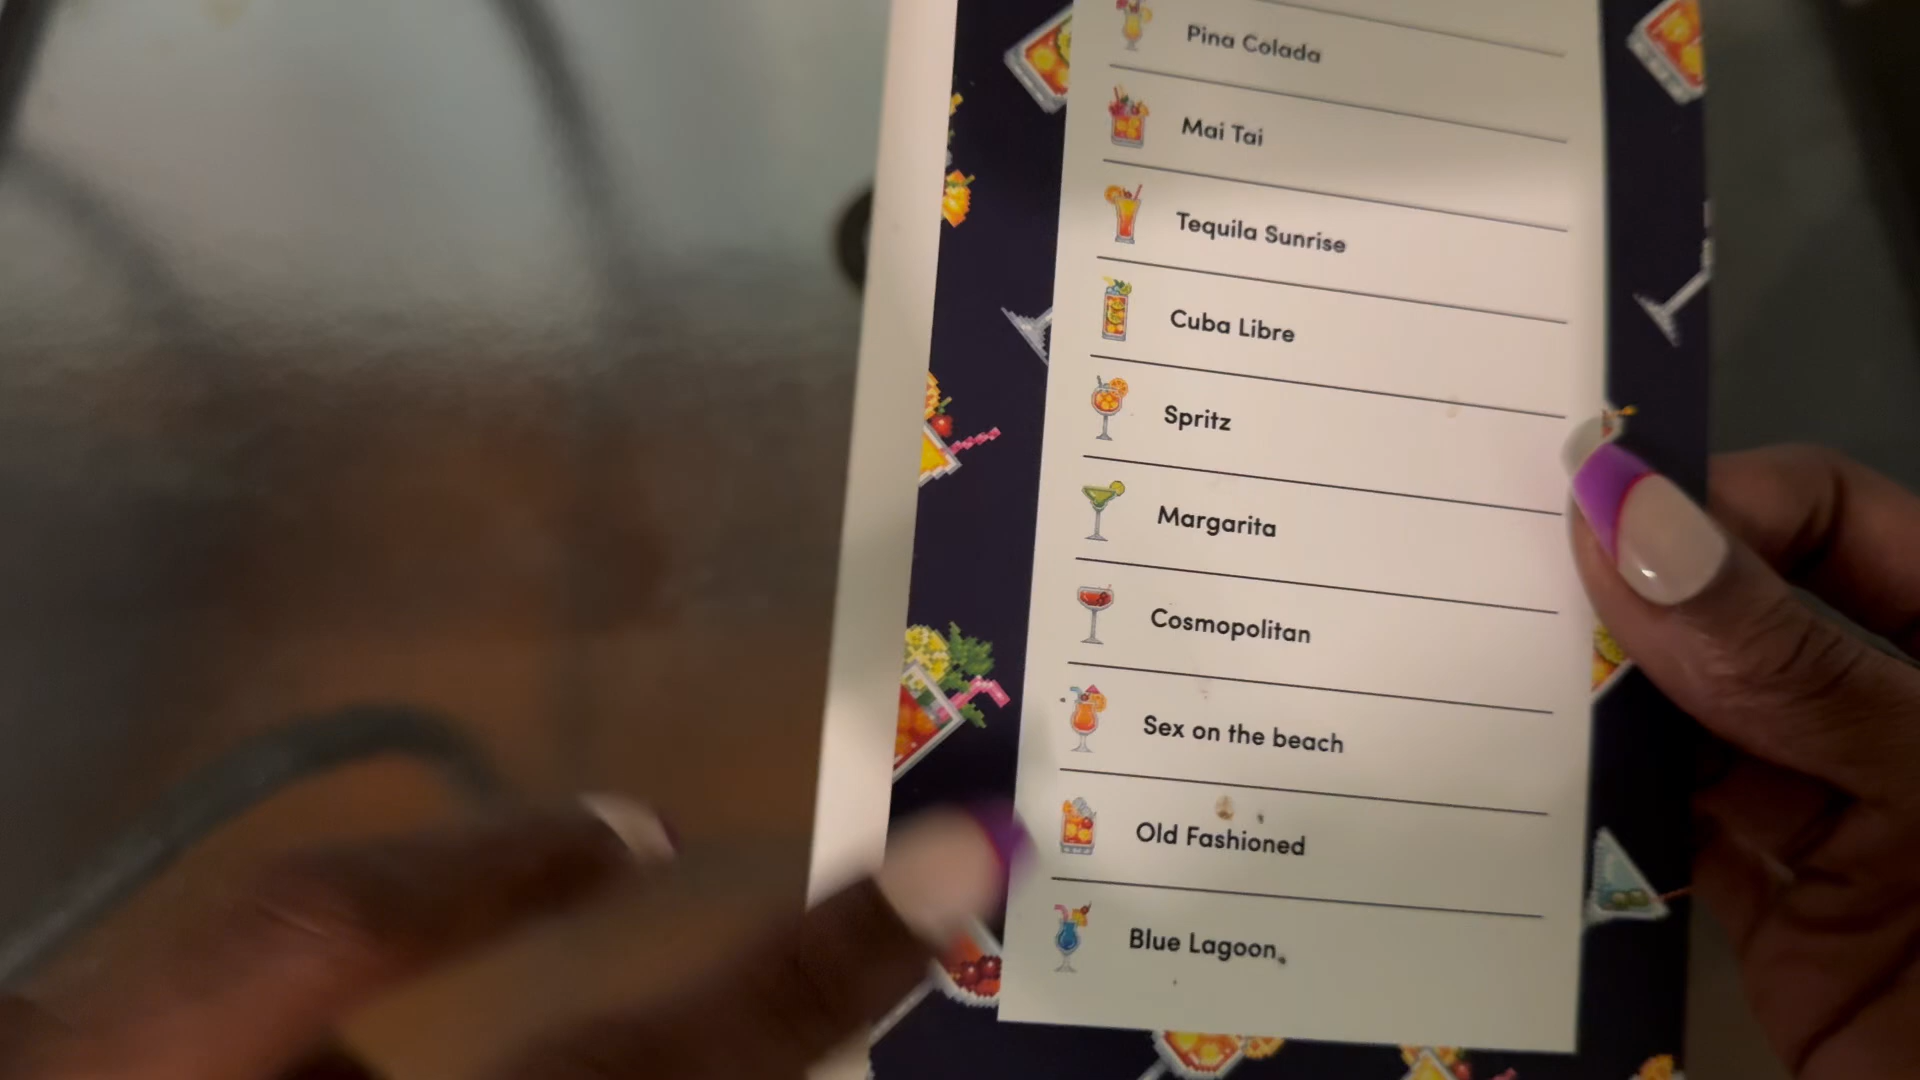 Pina Colada
Mai Tai
Tequila Sunrise
Cuba Libre
Spritz
Margarita
Cosmopolitan
Sex on the beach
Old Fashioned
Blue Lagoon